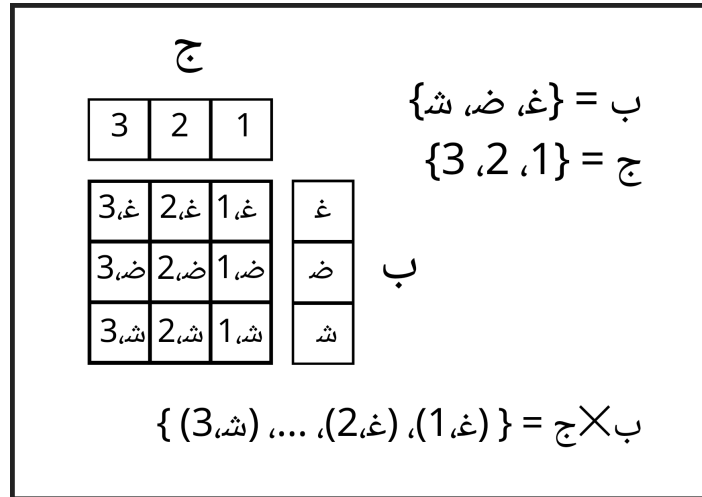 ج
1 2 3
ب = {غ، ض، ش}
ج = {1، 2، 3}
غ،1 غ،2 غ،3 غ
ض،1 ض،2 ض،3 ض
ش،1 ش،2 ش،3 ش
ب
ب×ج = { (غ،1)، (غ،2)، ...، (ش،3) }